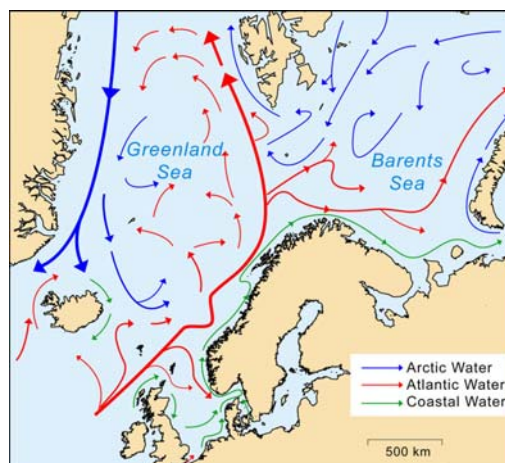 Greenland
Sea
Barents
Sea
Arctic Water
Atlantic Water
Coastal Water
500 km